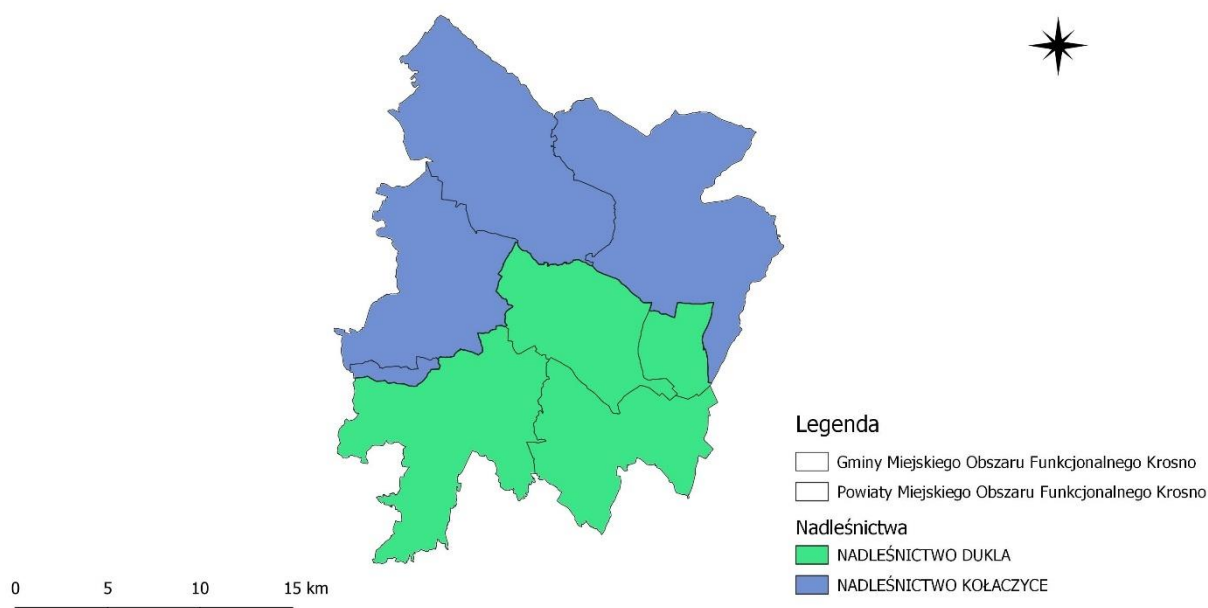 Legenda
Gminy Miejskiego Obszaru Funkcjonalnego Krosno
Powiaty Miejskiego Obszaru Funkcjonalnego Krosno
Nadleśnictwa
NADLEŚNICTWO DUKLA
NADLEŚNICTWO KOŁACZYCE
0 5 10 15 km